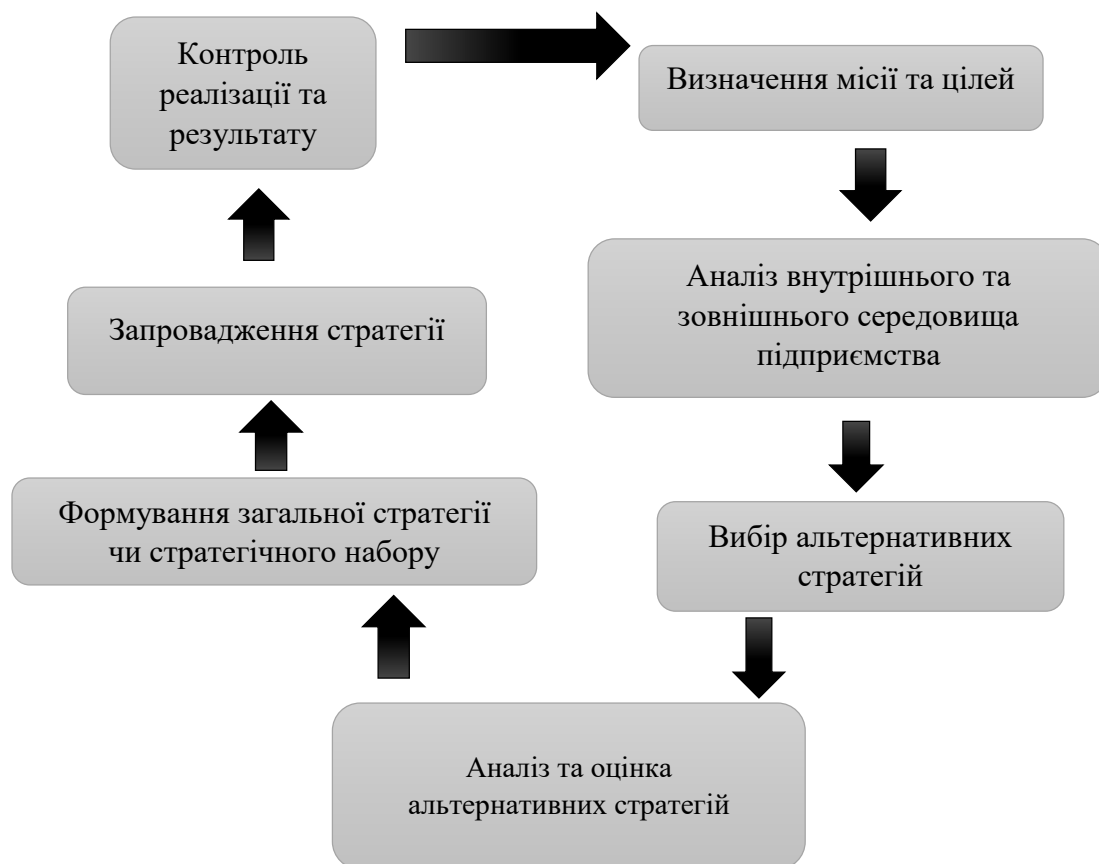 Контроль
реалізації та
результату
Визначення місії та цілей
Аналіз внутрішнього та
зовнішнього середовища
підприємства
Вибір альтернативних
стратегій
Аналіз та оцінка
альтернативних стратегій
Формування загальної стратегії
чи стратегічного набору
Запровадження стратегії